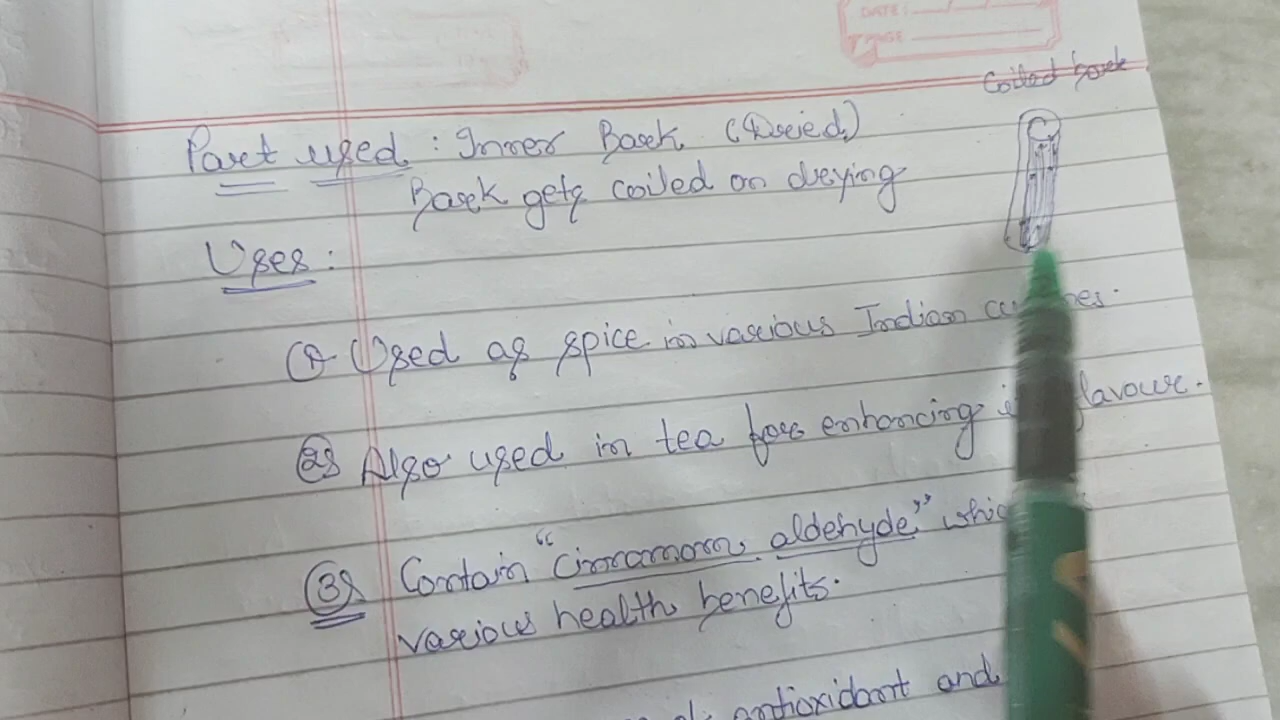 DATE:
PAGE
Coiled bark
Part used : Inner Bark (Dried)
Bark gets coiled on drying
Uses :
(1) Used as spice in various Indian
(2) Also used in tea for enhancing flavour.
(3) Contain "cinnamom aldehyde"
various health benefits.
antioxidant and